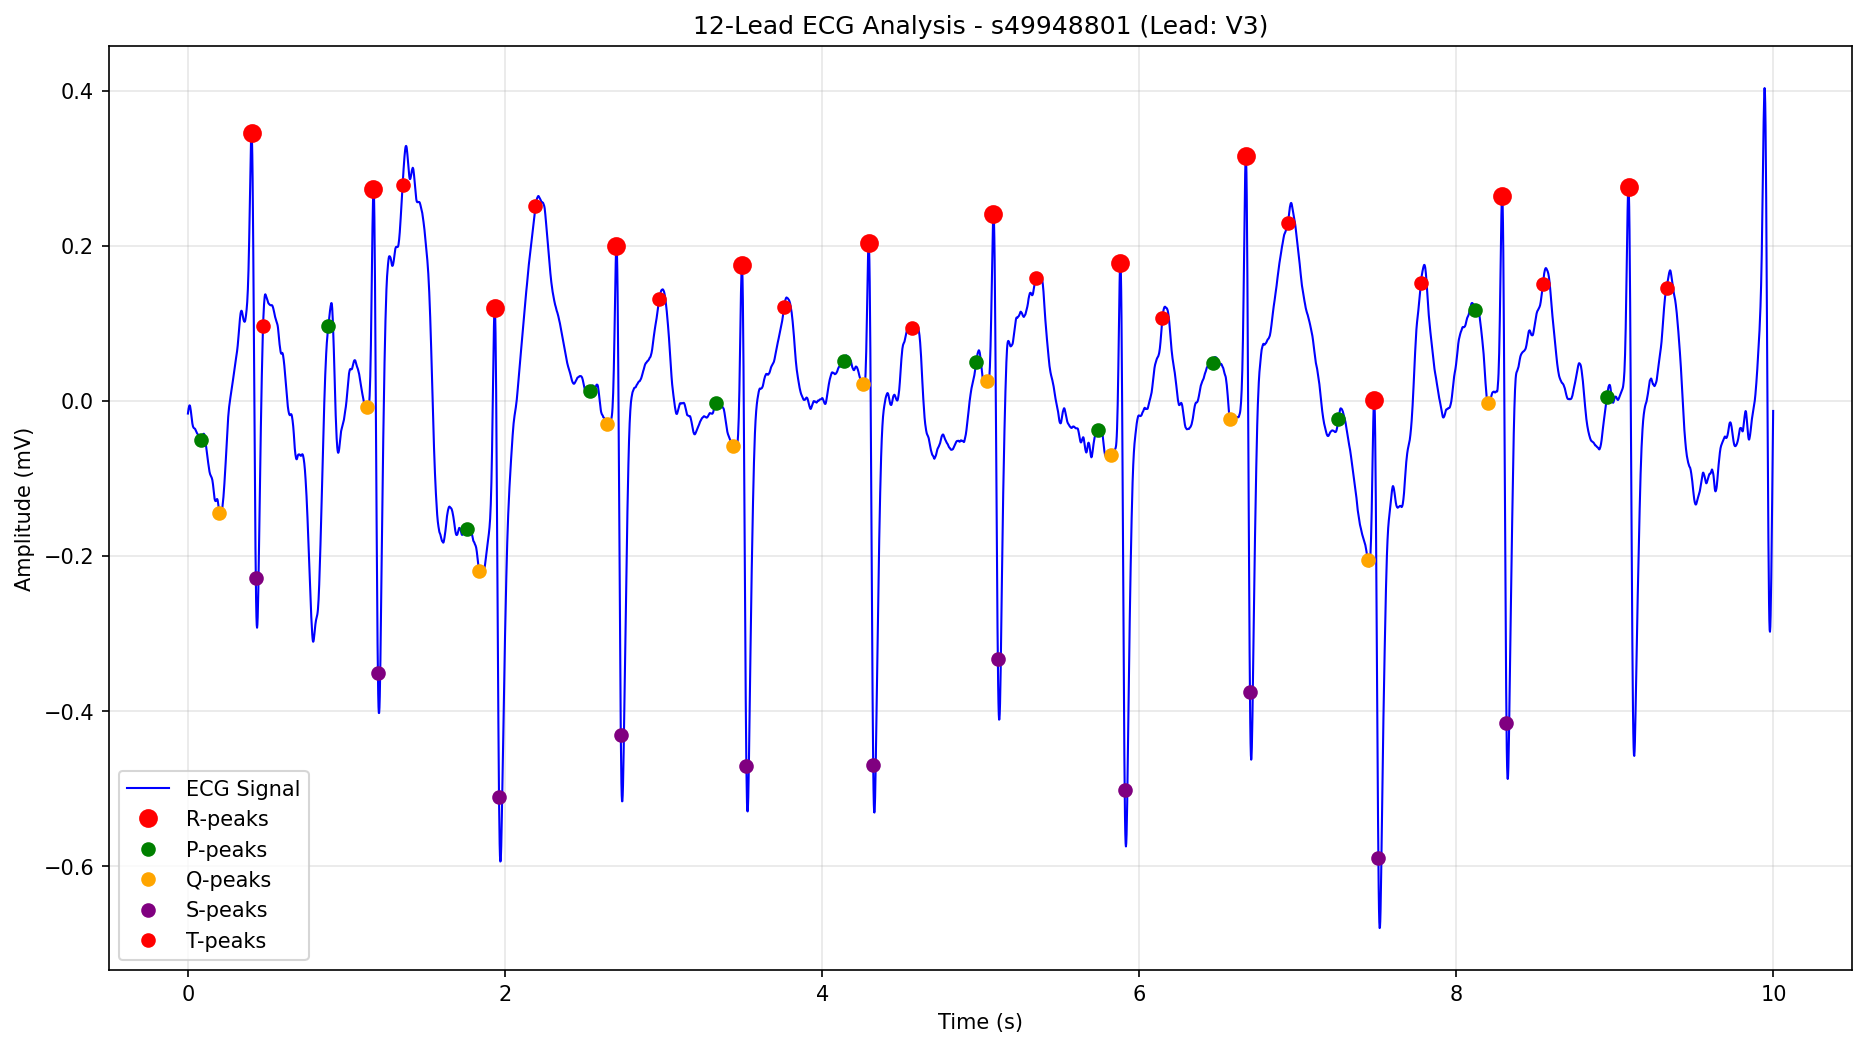 12-Lead ECG Analysis - s49948801 (Lead: V3)
Amplitude (mV)
0.4
0.2
0.0
−0.2
−0.4
−0.6
ECG Signal
R-peaks
P-peaks
Q-peaks
S-peaks
T-peaks
0 2 4 6 8 10
Time (s)